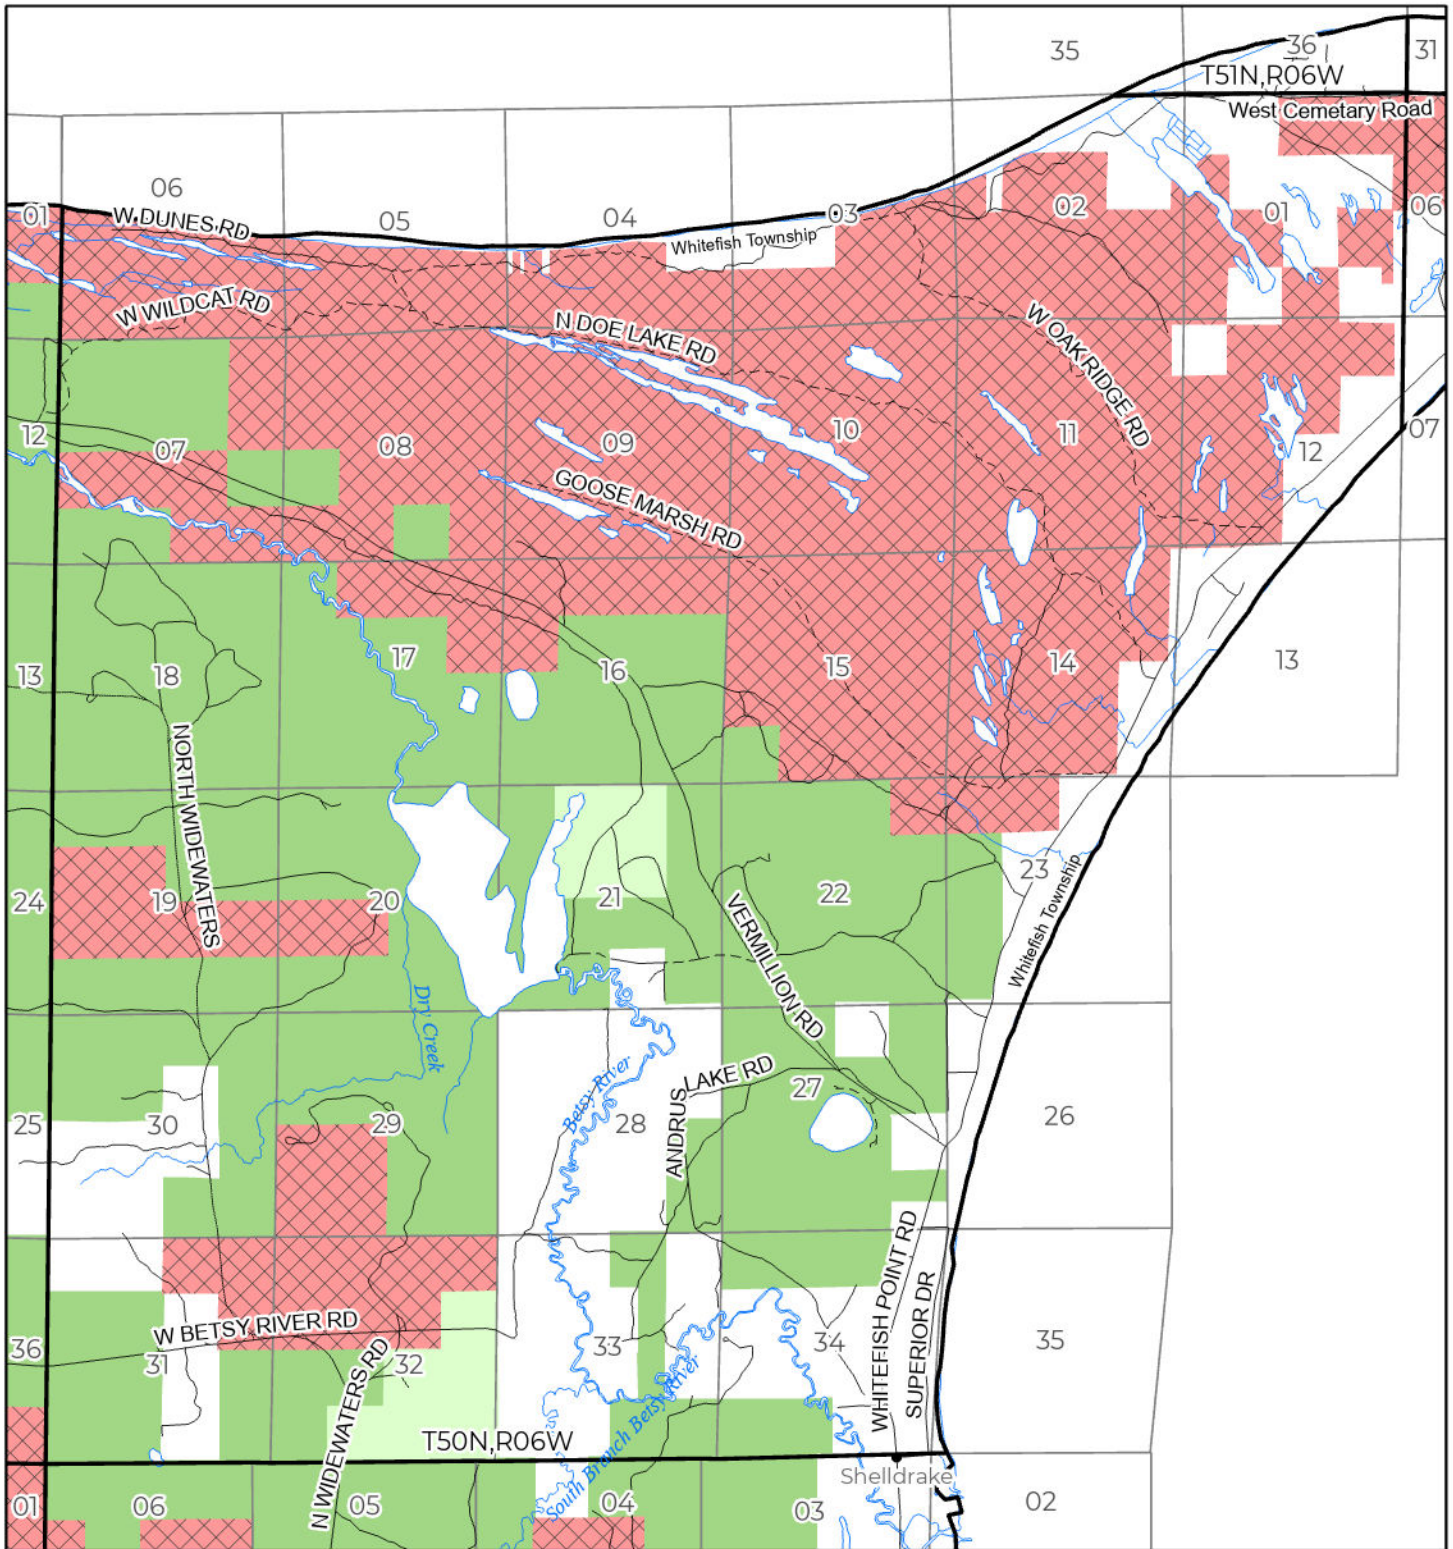 35
36
31
T51N,R06W
West Cemetary Road
06
01
W DUNES RD
05
04
03
02
01
06
Whitefish Township
W WILDCAT RD
N DOE LAKE RD
W OAK RIDGE RD
12
07
08
09
10
11
12
07
GOOSE MARSH RD
13
18
17
16
15
14
13
NORTH WIDEWATERS
24
19
20
21
22
23
VERMILLION RD
Whitefish Township
Dry Creek
Betsy River
ANDRUS LAKE RD
25
30
29
28
27
26
WHITEFISH POINT RD
SUPERIOR DR
W BETSY RIVER RD
36
31
32
33
34
35
N WIDEWATERS RD
South Branch Betsy River
T50N,R06W
Shelldrake
01
06
05
04
03
02